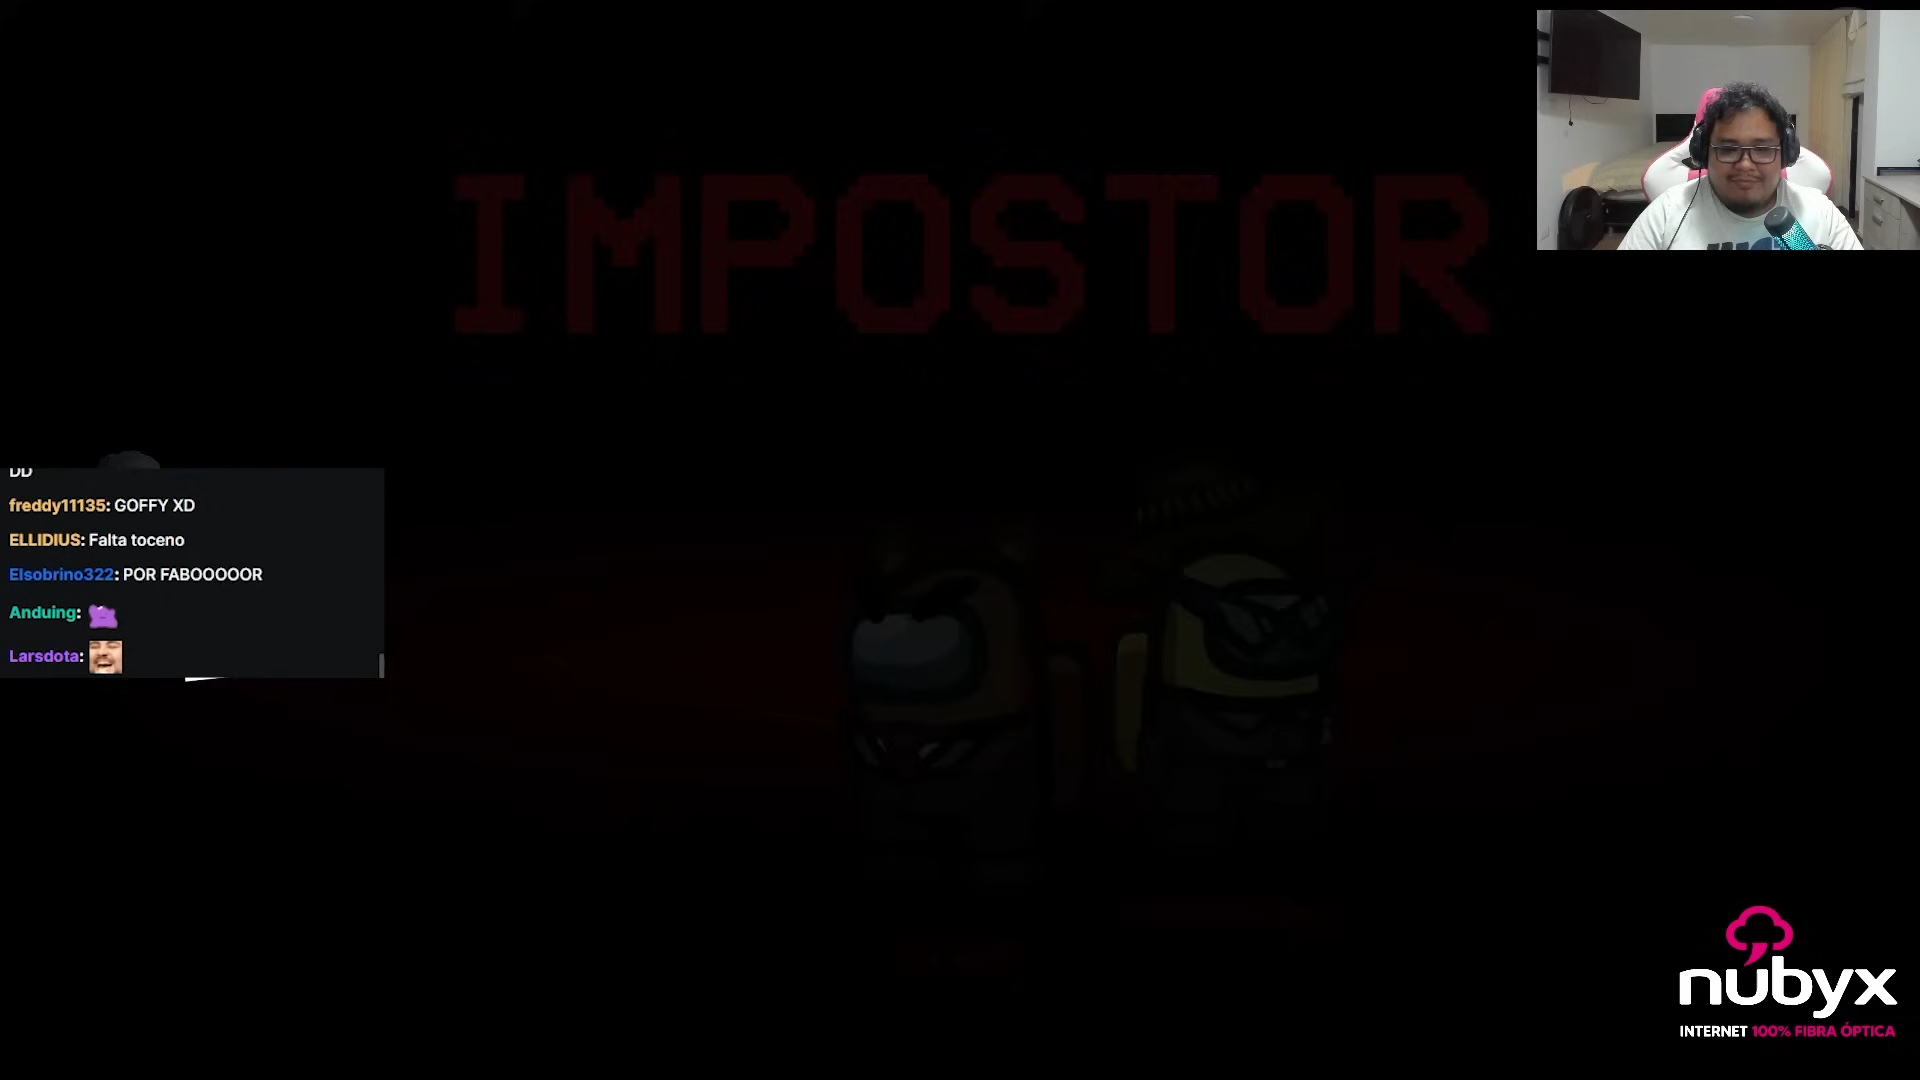 IMPOSTOR
DD
freddy11135: GOFFY XD
ELLIDIUS: Falta toceno
Elsobrino322: POR FABOOOOOR
Anduing:
Larsdota:
nubyx
INTERNET 100% FIBRA ÓPTICA